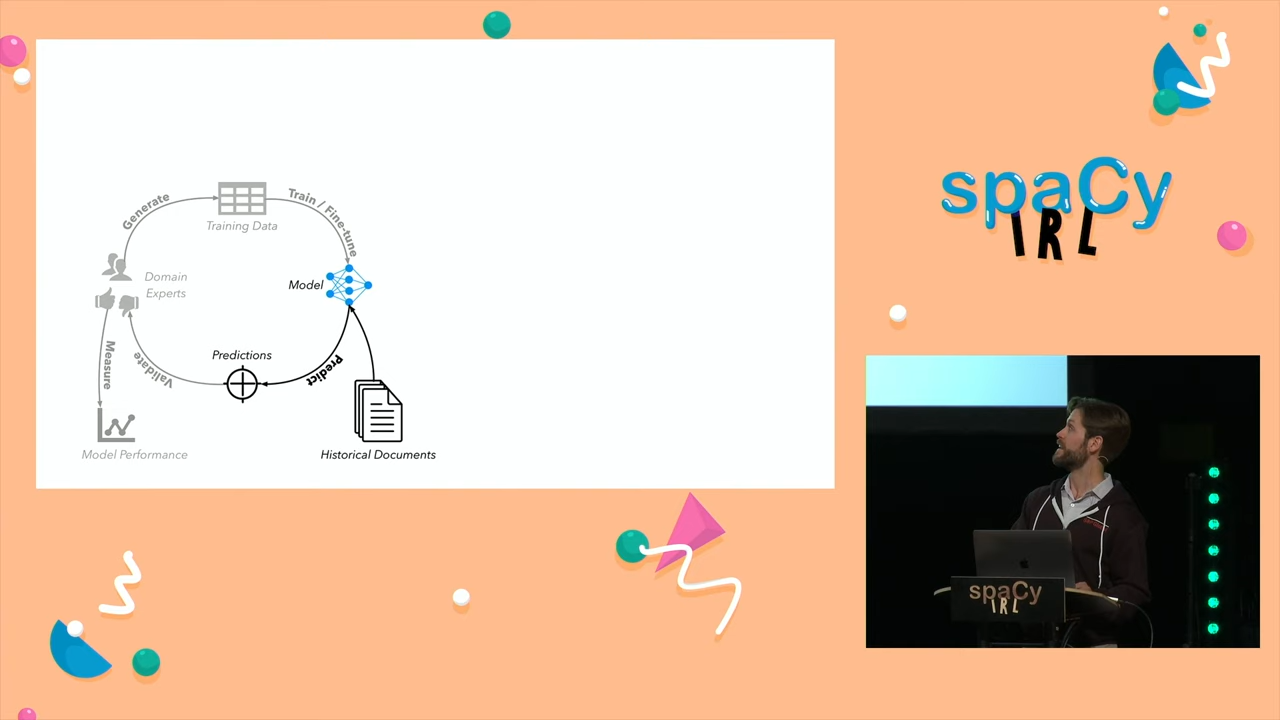 Generate
Train / Fine-tune
Training Data
Domain
Experts
Model
Predictions
Measure
Validate
Predict
Model Performance
Historical Documents
spaCy
IRL
spaCy
IRL